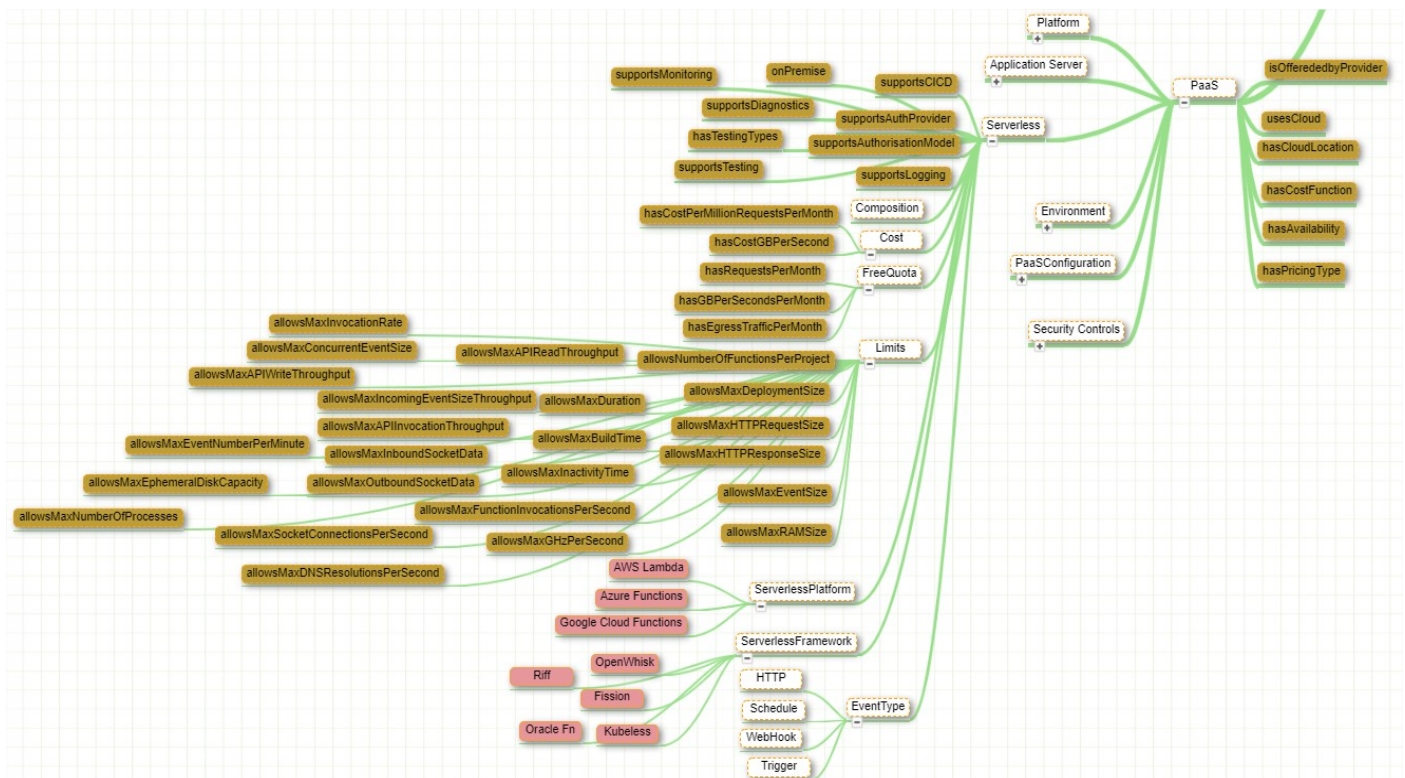 Platform
Application Server
PaaS
isOfferededbyProvider
usesCloud
hasCloudLocation
hasCostFunction
hasAvailability
hasPricingType
Serverless
Environment
PaaSConfiguration
Security Controls
supportsMonitoring
onPremise
supportsCICD
supportsDiagnostics
supportsAuthProvider
hasTestingTypes
supportsAuthorisationModel
supportsTesting
supportsLogging
Composition
hasCostPerMillionRequestsPerMonth
Cost
hasCostGBPerSecond
FreeQuota
hasRequestsPerMonth
hasGBPerSecondsPerMonth
hasEgressTrafficPerMonth
Limits
allowsMaxInvocationRate
allowsMaxConcurrentEventSize
allowsMaxAPIReadThroughput
allowsNumberOfFunctionsPerProject
allowsMaxAPIWriteThroughput
allowsMaxIncomingEventSizeThroughput
allowsMaxDuration
allowsMaxDeploymentSize
allowsMaxAPIInvocationThroughput
allowsMaxHTTPRequestSize
allowsMaxEventNumberPerMinute
allowsMaxBuildTime
allowsMaxInboundSocketData
allowsMaxHTTPResponseSize
allowsMaxEphemeralDiskCapacity
allowsMaxOutboundSocketData
allowsMaxInactivityTime
allowsMaxEventSize
allowsMaxNumberOfProcesses
allowsMaxFunctionInvocationsPerSecond
allowsMaxSocketConnectionsPerSecond
allowsMaxGHzPerSecond
allowsMaxRAMSize
allowsMaxDNSResolutionsPerSecond
ServerlessPlatform
AWS Lambda
Azure Functions
Google Cloud Functions
ServerlessFramework
OpenWhisk
Riff
Fission
Oracle Fn
Kubeless
EventType
HTTP
Schedule
WebHook
Trigger